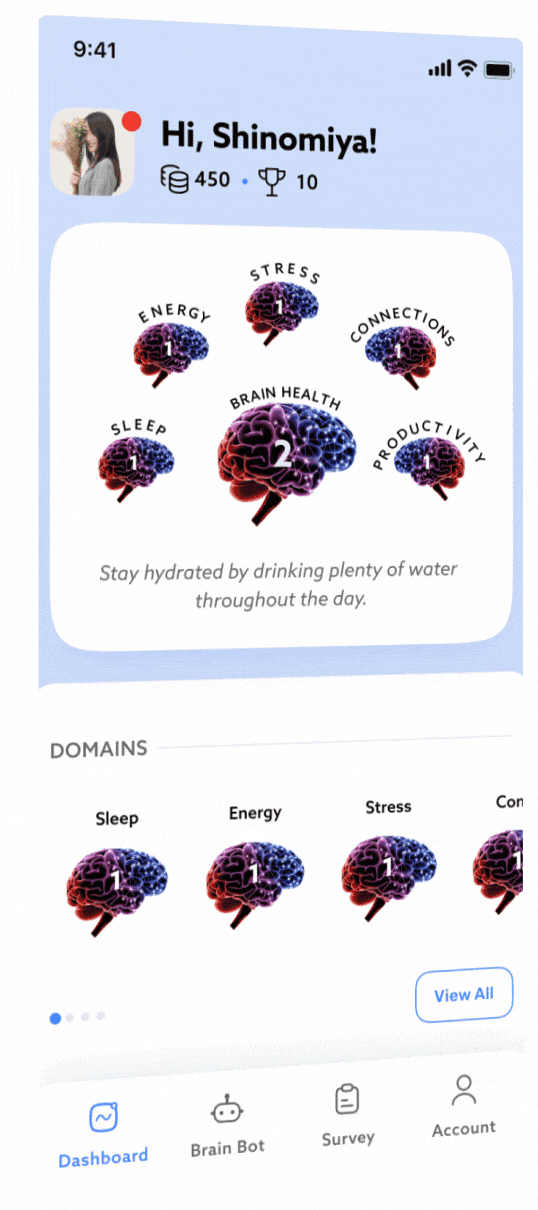 9:41
Hi, Shinomiya!
450 • 10
STRESS
ENERGY
CONNECTIONS
1
1
1
BRAIN HEALTH
SLEEP
PRODUCTIVITY
1
2
1
Stay hydrated by drinking plenty of water
throughout the day.
DOMAINS
Sleep
Energy
Stress
Con
1
1
1
1
View All
Dashboard
Brain Bot
Survey
Account